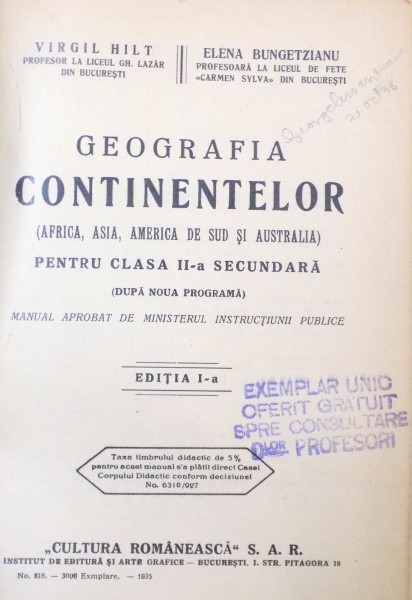 VIRGIL HILT
PROFESOR LA LICEUL GH. LAZĂR
DIN BUCUREȘTI
ELENA BUNGETZIANU
PROFESOARĂ LA LICEUL DE FETE
«CARMEN SYLVA» DIN BUCUREȘTI
GEOGRAFIA
CONTINENTELOR
(AFRICA, ASIA, AMERICA DE SUD ȘI AUSTRALIA)
PENTRU CLASA II-a SECUNDARĂ
(DUPĂ NOUA PROGRAMĂ)
MANUAL APROBAT DE MINISTERUL INSTRUCȚIUNII PUBLICE
EDIȚIA I-a
EXEMPLAR UNIC
OFERIT GRATUIT
SPRE CONSULTARE
DLOR PROFESORI
Taxa timbrului didactic de 5%
pentru acest manual s'a plătit direct Casei
Corpului Didactic conform deciziunei
No. 6310/927
„CULTURA ROMÂNEASCĂ" S. A. R.
INSTITUT DE EDITURĂ ȘI ARTE GRAFICE — BUCUREȘTI, I. STR. PITAGORA 18
No. 818. — 3000 Exemplare. — 1935